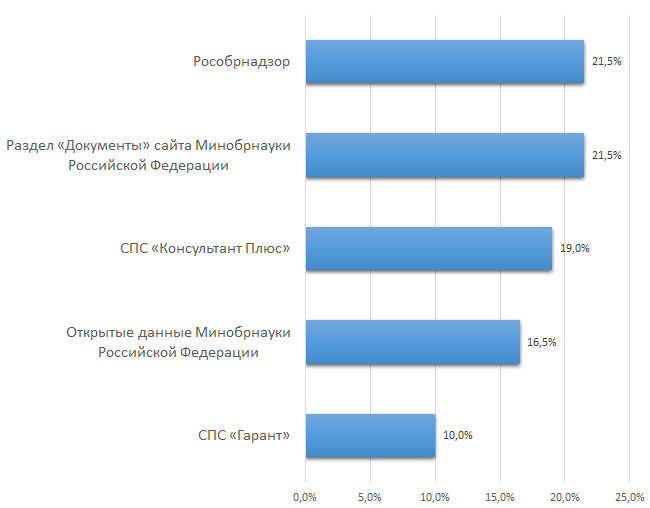 Рособрнадзор
21,5%
Раздел «Документы» сайта Минобрнауки
Российской Федерации
21,5%
СПС «Консультант Плюс»
19,0%
Открытые данные Минобрнауки
Российской Федерации
16,5%
СПС «Гарант»
10,0%
0,0% 5,0% 10,0% 15,0% 20,0% 25,0%